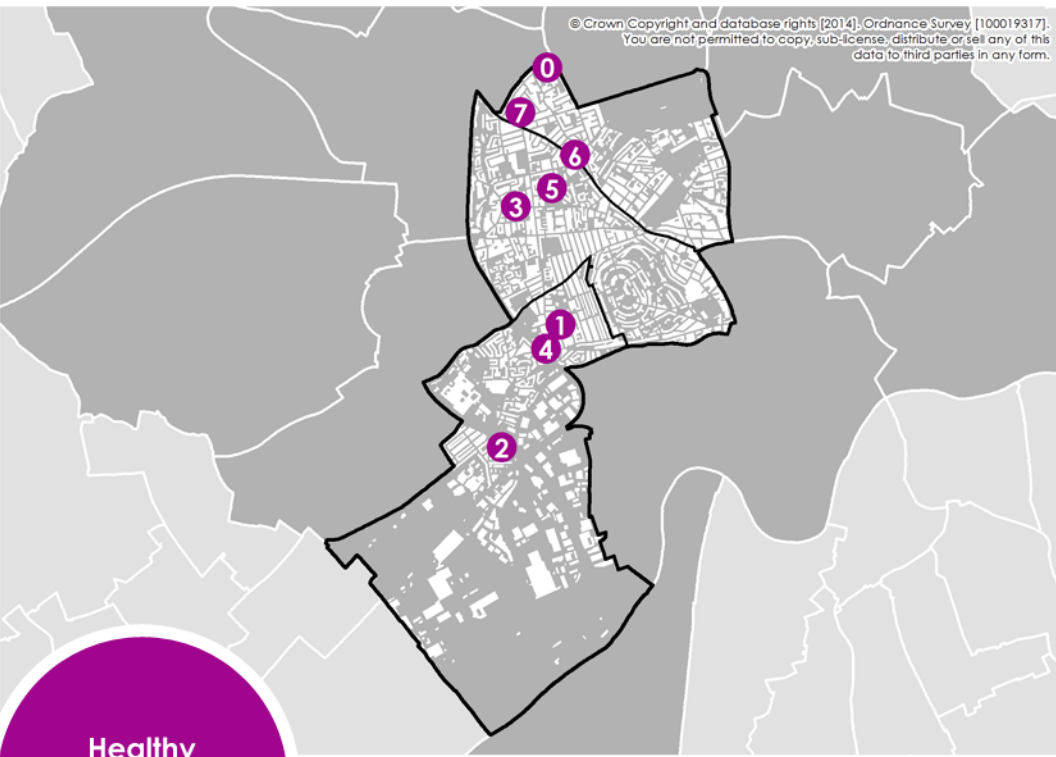 © Crown Copyright and database rights [2014]. Ordnance Survey [100019317].
You are not permitted to copy, sub-license, distribute or sell any of this
data to third parties in any form.
0
7
6
5
3
1
4
2
Healthy